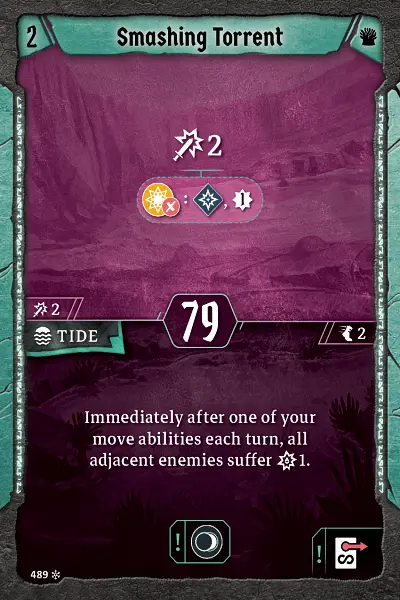 2
Smashing Torrent
2
:
,
2
79
TIDE
2
Immediately after one of your
move abilities each turn, all
adjacent enemies suffer 1.
!
!
S
489